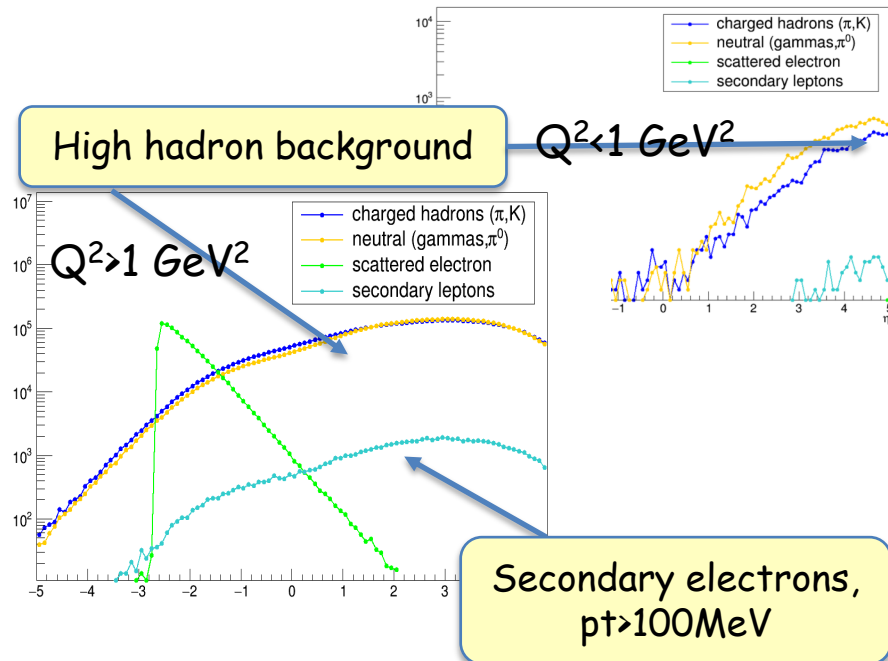 10⁴
charged hadrons (π,K)
neutral (gammas,π⁰)
scattered electron
secondary leptons
10³
High hadron background
Q²<1 GeV²
10⁷
charged hadrons (π,K)
neutral (gammas,π⁰)
scattered electron
secondary leptons
10⁶
Q²>1 GeV²
−1 0 1 2 3 4 5
10⁵
10⁴
10³
10²
Secondary electrons,
pt>100MeV
−5 −4 −3 −2 −1 0 1 2 3